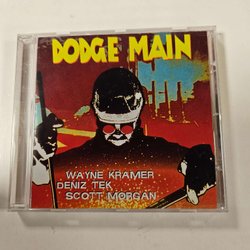 DODGE MAIN
WAYNE KRAMER
DENIZ TEK
SCOTT MORGAN